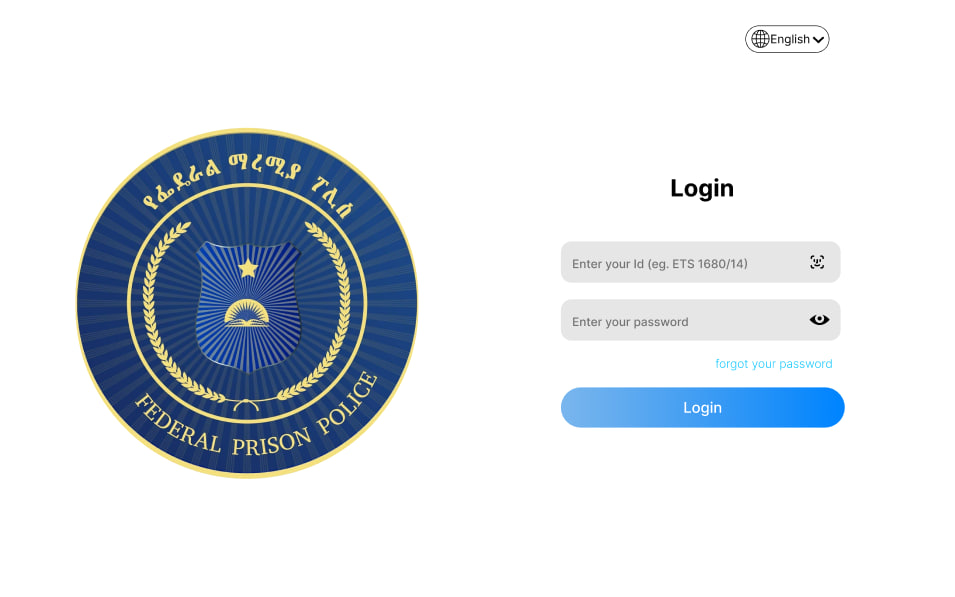 English
የፌዴራል ማረሚያ ፖሊስ
FEDERAL PRISON POLICE
Login
Enter your Id (eg. ETS 1680/14)
Enter your password
forgot your password
Login